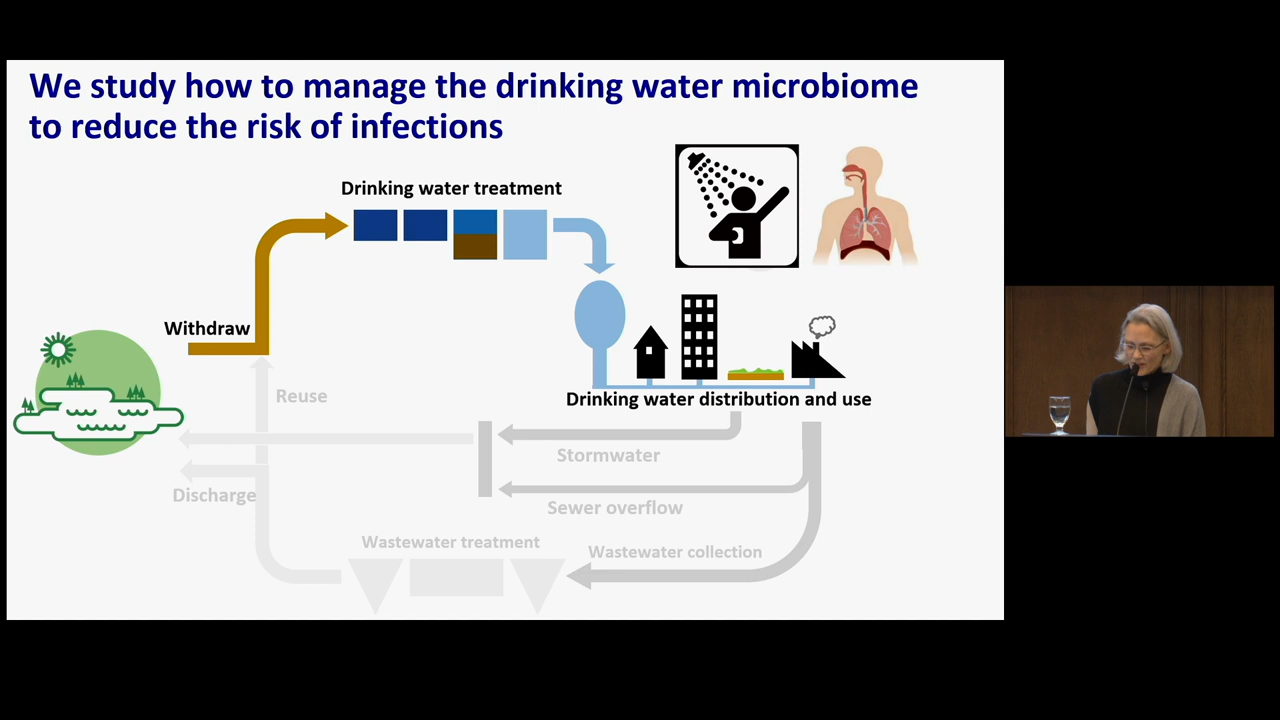 We study how to manage the drinking water microbiome
to reduce the risk of infections
Drinking water treatment
Withdraw
Reuse
Drinking water distribution and use
Stormwater
Discharge
Sewer overflow
Wastewater treatment
Wastewater collection